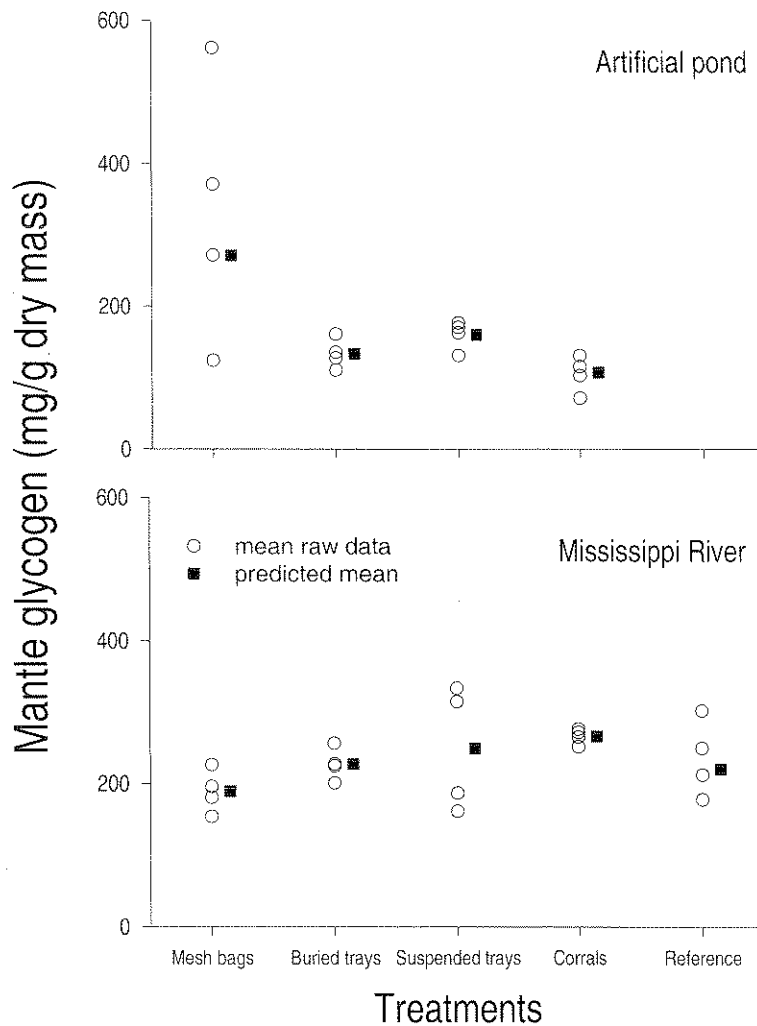 600
Artificial pond
400
200
0
600
mean raw data
Mississippi River
predicted mean
400
200
0
Mesh bags
Buried trays
Suspended trays
Corrals
Reference
Treatments
Mantle glycogen (mg/g dry mass)